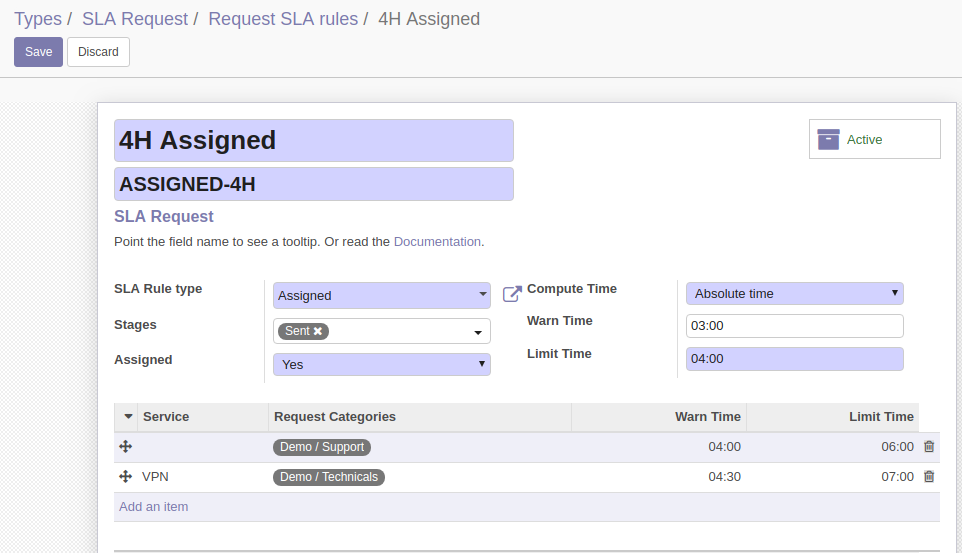 Types / SLA Request / Request SLA rules / 4H Assigned
Save Discard
4H Assigned
Active
ASSIGNED-4H
SLA Request
Point the field name to see a tooltip. Or read the Documentation.
SLA Rule type Assigned Compute Time Absolute time
Stages Sent ✖ Warn Time 03:00
Assigned Yes Limit Time 04:00
Service Request Categories Warn Time Limit Time
Demo / Support 04:00 06:00
VPN Demo / Technicals 04:30 07:00
Add an item